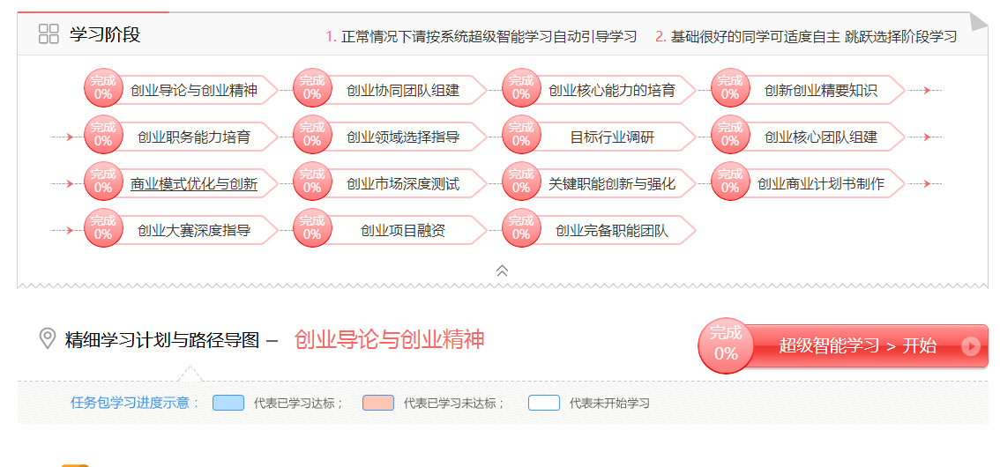 学习阶段
1. 正常情况下请按系统超级智能学习自动引导学习 2. 基础很好的同学可适度自主 跳跃选择阶段学习
完成 0% 创业导论与创业精神 完成 0% 创业协同团队组建 完成 0% 创业核心能力的培育 完成 0% 创新创业精要知识
完成 0% 创业职务能力培育 完成 0% 创业领域选择指导 完成 0% 目标行业调研 完成 0% 创业核心团队组建
完成 0% 商业模式优化与创新 完成 0% 创业市场深度测试 完成 0% 关键职能创新与强化 完成 0% 创业商业计划书制作
完成 0% 创业大赛深度指导 完成 0% 创业项目融资 完成 0% 创业完备职能团队
精细学习计划与路径导图 – 创业导论与创业精神
完成 0% 超级智能学习 > 开始
任务包学习进度示意： 代表已学习达标； 代表已学习未达标； 代表未开始学习